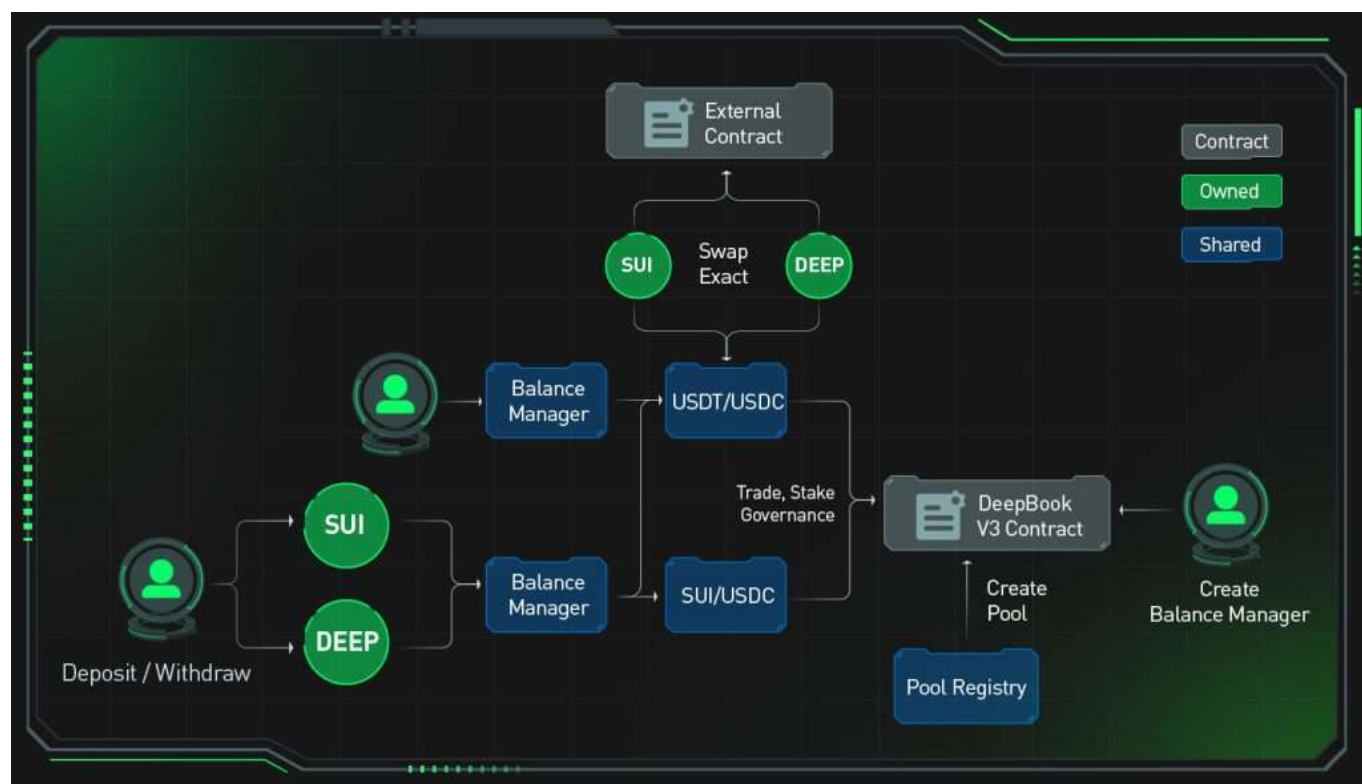 External
Contract
Contract
Owned
Shared
SUI
Swap
Exact
DEEP
Balance
Manager
USDT/USDC
Trade, Stake
Governance
DeepBook
V3 Contract
SUI
DEEP
Balance
Manager
SUI/USDC
Deposit / Withdraw
Create
Pool
Create
Balance Manager
Pool Registry